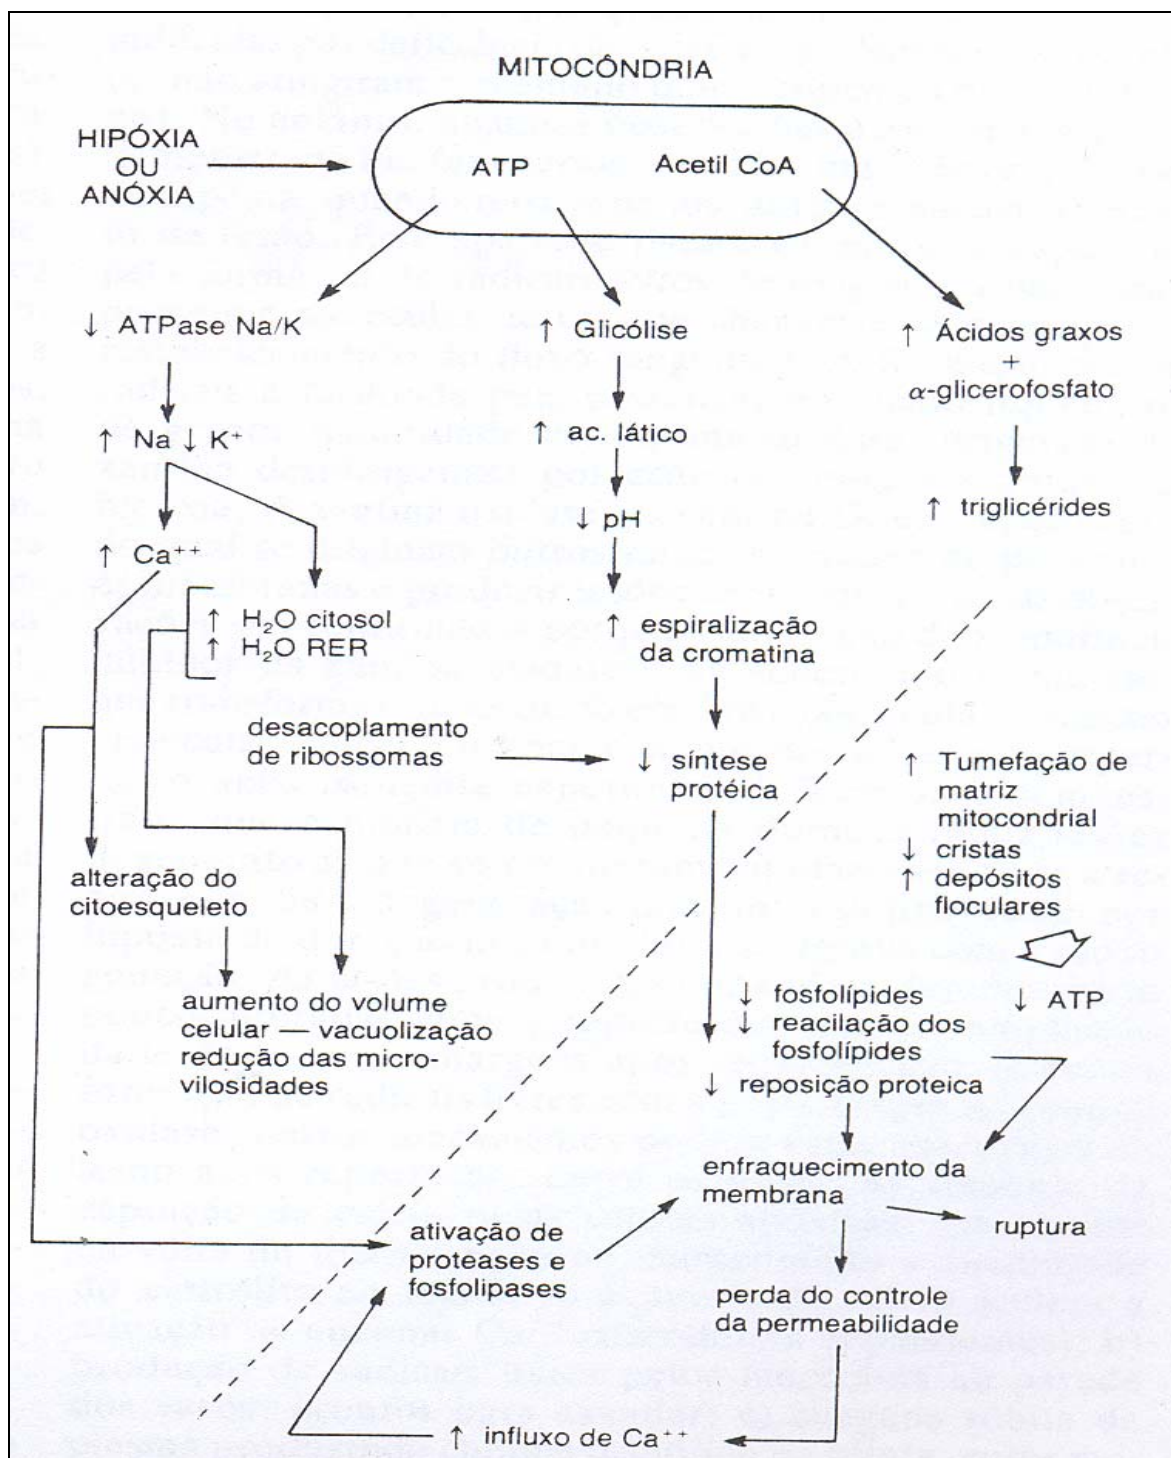 MITOCÔNDRIA
HIPÓXIA
OU
ANÓXIA
ATP
Acetil CoA
↓ ATPase Na/K
↑ Glicólise
↑ Ácidos graxos
+
α-glicerofosfato
↑ Na ↓ K⁺
↑ ac. lático
↓ pH
↑ triglicérides
↑ Ca⁺⁺
↑ H₂O citosol
↑ H₂O RER
↑ espiralização
da cromatina
desacoplamento
de ribossomas
↓ síntese
protéica
↑ Tumefação de
matriz
mitocondrial
↓ cristas
↑ depósitos
floculares
alteração do
citoesqueleto
aumento do volume
celular — vacuolização
redução das micro-
vilosidades
↓ fosfolípides
↓ reacilação dos
fosfolípides
↓ reposição proteica
↓ ATP
enfraquecimento da
membrana
ruptura
ativação de
proteases e
fosfolipases
perda do controle
da permeabilidade
↑ influxo de Ca⁺⁺